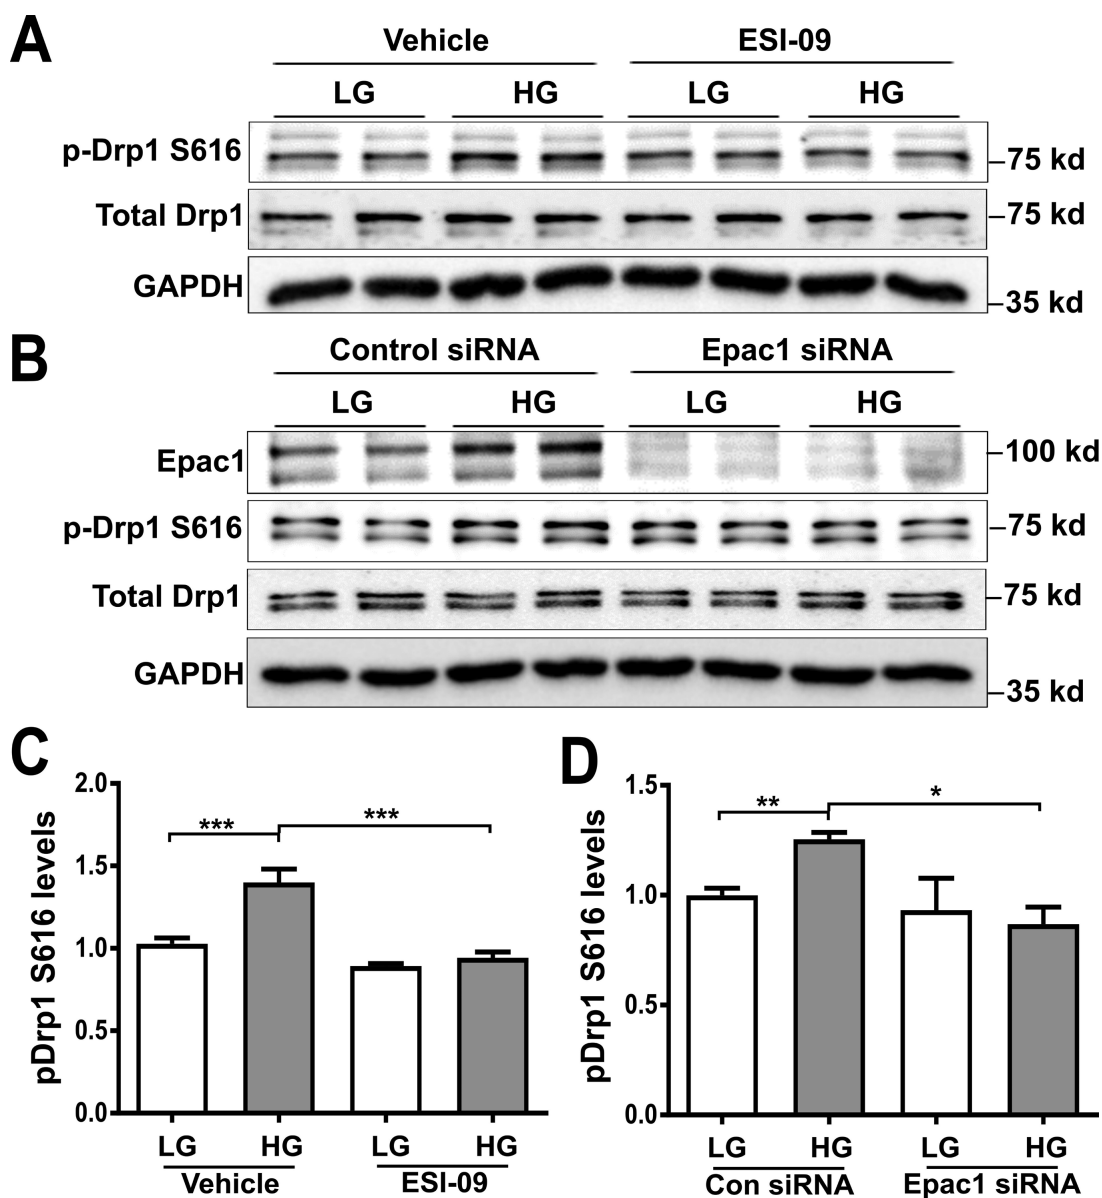 A
Vehicle ESI-09
LG HG LG HG
p-Drp1 S616 75 kd
Total Drp1 75 kd
GAPDH 35 kd
B
Control siRNA Epac1 siRNA
LG HG LG HG
Epac1 100 kd
p-Drp1 S616 75 kd
Total Drp1 75 kd
GAPDH 35 kd
C
pDrp1 S616 levels
2.0
1.5
1.0
0.5
0.0
*** ***
LG HG LG HG
Vehicle ESI-09
D
pDrp1 S616 levels
1.5
1.0
0.5
0.0
** *
LG HG LG HG
Con siRNA Epac1 siRNA